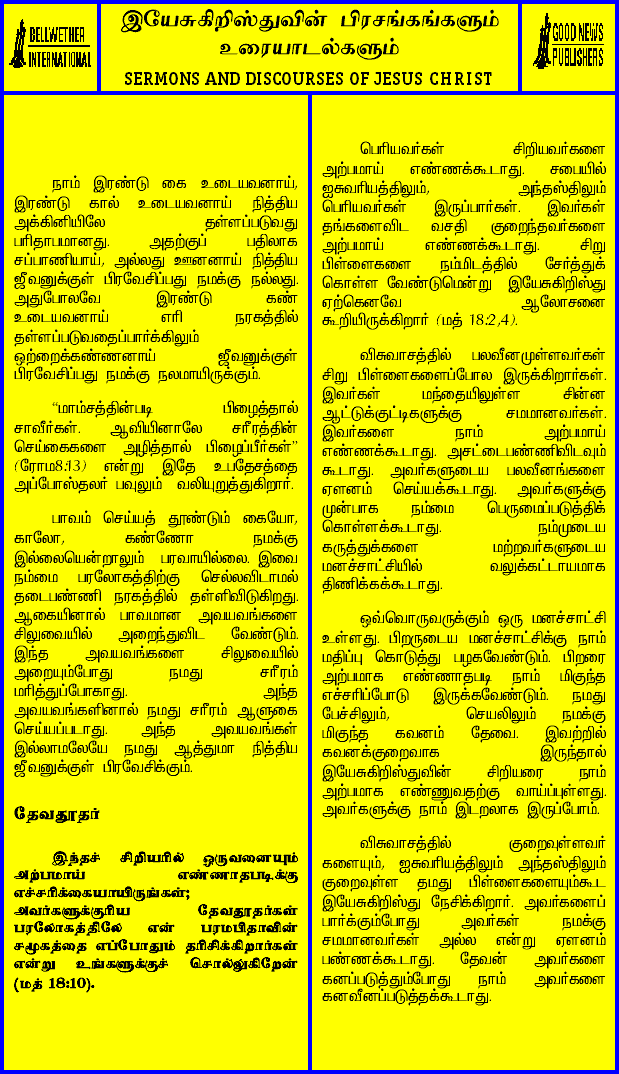 BELLWETHER
INTERNATIONAL
இயேசுகிறிஸ்துவின் பிரசங்கங்களும்
உரையாடல்களும்
SERMONS AND DISCOURSES OF JESUS CHRIST
GOOD NEWS
PUBLISHERS
நாம் இரண்டு கை உடையவனாய்,
இரண்டு கால் உடையவனாய் நித்திய
அக்கினியிலே தள்ளப்படுவது
பரிதாபமானது. அதற்குப் பதிலாக
சப்பாணியாய், அல்லது ஊனனாய் நித்திய
ஜீவனுக்குள் பிரவேசிப்பது நமக்கு நல்லது.
அதுபோலவே இரண்டு கண்
உடையவனாய் எரி நரகத்தில்
தள்ளப்படுவதைப்பார்க்கிலும்
ஒற்றைக்கண்ணனாய் ஜீவனுக்குள்
பிரவேசிப்பது நமக்கு நலமாயிருக்கும்.
“மாம்சத்தின்படி பிழைத்தால்
சாவீர்கள். ஆவியினாலே சரீரத்தின்
செய்கைகளை அழித்தால் பிழைப்பீர்கள்”
(ரோம8:13) என்று இதே உபதேசத்தை
அப்போஸ்தலர் பவுலும் வலியுறுத்துகிறார்.
பாவம் செய்யத் தூண்டும் கையோ,
காலோ, கண்ணோ நமக்கு
இல்லையென்றாலும் பரவாயில்லை. இவை
நம்மை பரலோகத்திற்கு செல்லவிடாமல்
தடைபண்ணி நரகத்தில் தள்ளிவிடுகிறது.
ஆகையினால் பாவமான அவயவங்களை
சிலுவையில் அறைந்துவிட வேண்டும்.
இந்த அவயவங்களை சிலுவையில்
அறையும்போது நமது சரீரம்
மரித்துப்போகாது. அந்த
அவயவங்களினால் நமது சரீரம் ஆளுகை
செய்யப்படாது. அந்த அவயவங்கள்
இல்லாமலேயே நமது ஆத்துமா நித்திய
ஜீவனுக்குள் பிரவேசிக்கும்.
தேவதூதர்
இந்தச் சிறியரில் ஒருவனையும்
அற்பமாய் எண்ணாதபடிக்கு
எச்சரிக்கையாயிருங்கள்;
அவர்களுக்குரிய தேவதூதர்கள்
பரலோகத்திலே என் பரமபிதாவின்
சமுகத்தை எப்போதும் தரிசிக்கிறார்கள்
என்று உங்களுக்குச் சொல்லுகிறேன்
(மத் 18:10).
பெரியவர்கள் சிறியவர்களை
அற்பமாய் எண்ணக்கூடாது. சபையில்
ஐசுவரியத்திலும், அந்தஸ்திலும்
பெரியவர்கள் இருப்பார்கள். இவர்கள்
தங்களைவிட வசதி குறைந்தவர்களை
அற்பமாய் எண்ணக்கூடாது. சிறு
பிள்ளைகளை நம்மிடத்தில் சேர்த்துக்
கொள்ள வேண்டுமென்று இயேசுகிறிஸ்து
ஏற்கெனவே ஆலோசனை
கூறியிருக்கிறார் (மத் 18:2,4).
விசுவாசத்தில் பலவீனமுள்ளவர்கள்
சிறு பிள்ளைகளைப்போல இருக்கிறார்கள்.
இவர்கள் மந்தையிலுள்ள சின்ன
ஆட்டுக்குட்டிகளுக்கு சமமானவர்கள்.
இவர்களை நாம் அற்பமாய்
எண்ணக்கூடாது. அசட்டைபண்ணிவிடவும்
கூடாது. அவர்களுடைய பலவீனங்களை
ஏளனம் செய்யக்கூடாது. அவர்களுக்கு
முன்பாக நம்மை பெருமைப்படுத்திக்
கொள்ளக்கூடாது. நம்முடைய
கருத்துக்களை மற்றவர்களுடைய
மனச்சாட்சியில் வலுக்கட்டாயமாக
திணிக்கக்கூடாது.
ஒவ்வொருவருக்கும் ஒரு மனச்சாட்சி
உள்ளது. பிறருடைய மனச்சாட்சிக்கு நாம்
மதிப்பு கொடுத்து பழகவேண்டும். பிறரை
அற்பமாக எண்ணாதபடி நாம் மிகுந்த
எச்சரிப்போடு இருக்கவேண்டும். நமது
பேச்சிலும், செயலிலும் நமக்கு
மிகுந்த கவனம் தேவை. இவற்றில்
கவனக்குறைவாக இருந்தால்
இயேசுகிறிஸ்துவின் சிறியரை நாம்
அற்பமாக எண்ணுவதற்கு வாய்ப்புள்ளது.
அவர்களுக்கு நாம் இடறலாக இருப்போம்.
விசுவாசத்தில் குறைவுள்ளவர்
களையும், ஐசுவரியத்திலும் அந்தஸ்திலும்
குறைவுள்ள தமது பிள்ளைகளையும்கூட
இயேசுகிறிஸ்து நேசிக்கிறார். அவர்களைப்
பார்க்கும்போது அவர்கள் நமக்கு
சமமானவர்கள் அல்ல என்று ஏளனம்
பண்ணக்கூடாது. தேவன் அவர்களை
கனப்படுத்தும்போது நாம் அவர்களை
கனவீனப்படுத்தக்கூடாது.